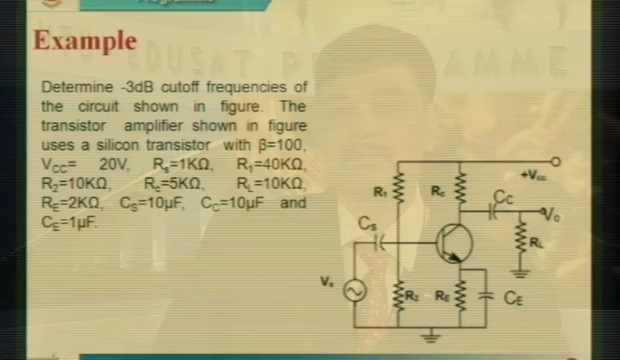 Programme
Example
Determine -3dB cutoff frequencies of
the circuit shown in figure. The
transistor amplifier shown in figure
uses a silicon transistor with β=100,
Vcc= 20V, Rs=1KΩ, R1=40KΩ,
R2=10KΩ, Rc=5KΩ, RL=10KΩ,
RE=2KΩ, CS=10µF, CC=10µF and
CE=1µF.
+Vcc
R1
Rc
CC
Vo
CS
RL
Vs
R2
RE
CE